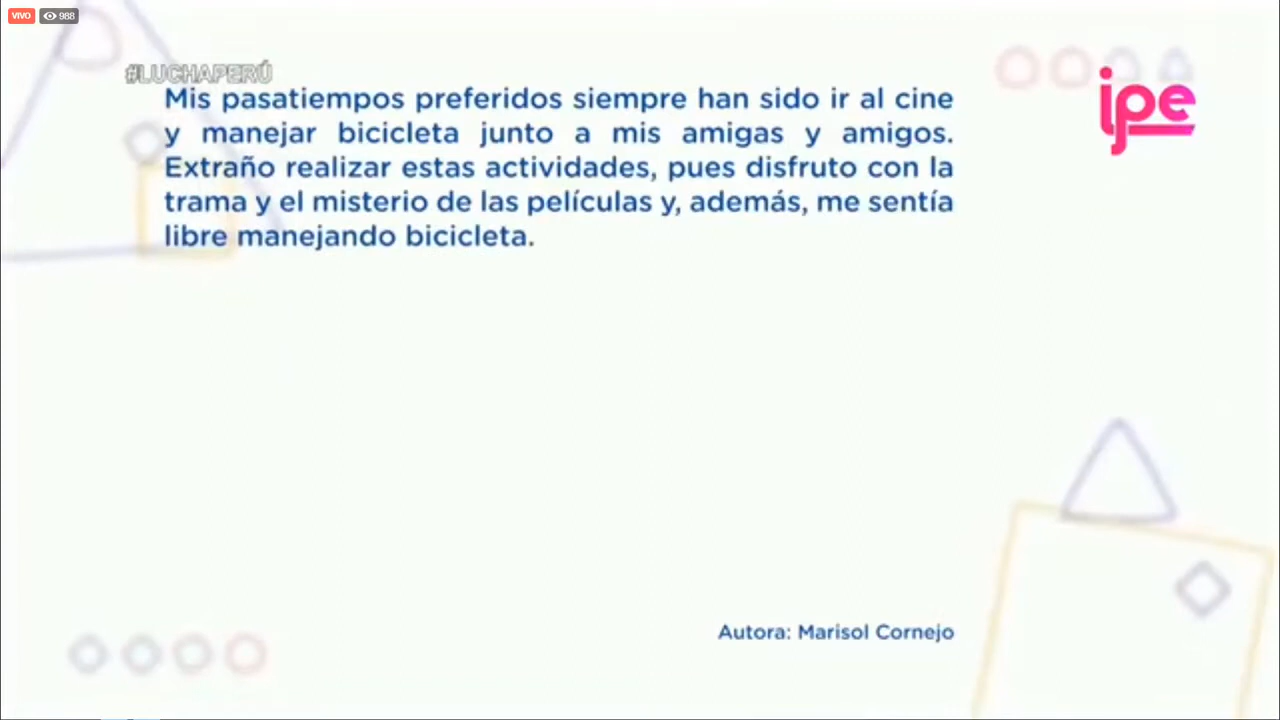 VIVO 988
#LUCHAPERÚ
ipe
Mis pasatiempos preferidos siempre han sido ir al cine
y manejar bicicleta junto a mis amigas y amigos.
Extraño realizar estas actividades, pues disfruto con la
trama y el misterio de las películas y, además, me sentía
libre manejando bicicleta.
Autora: Marisol Cornejo